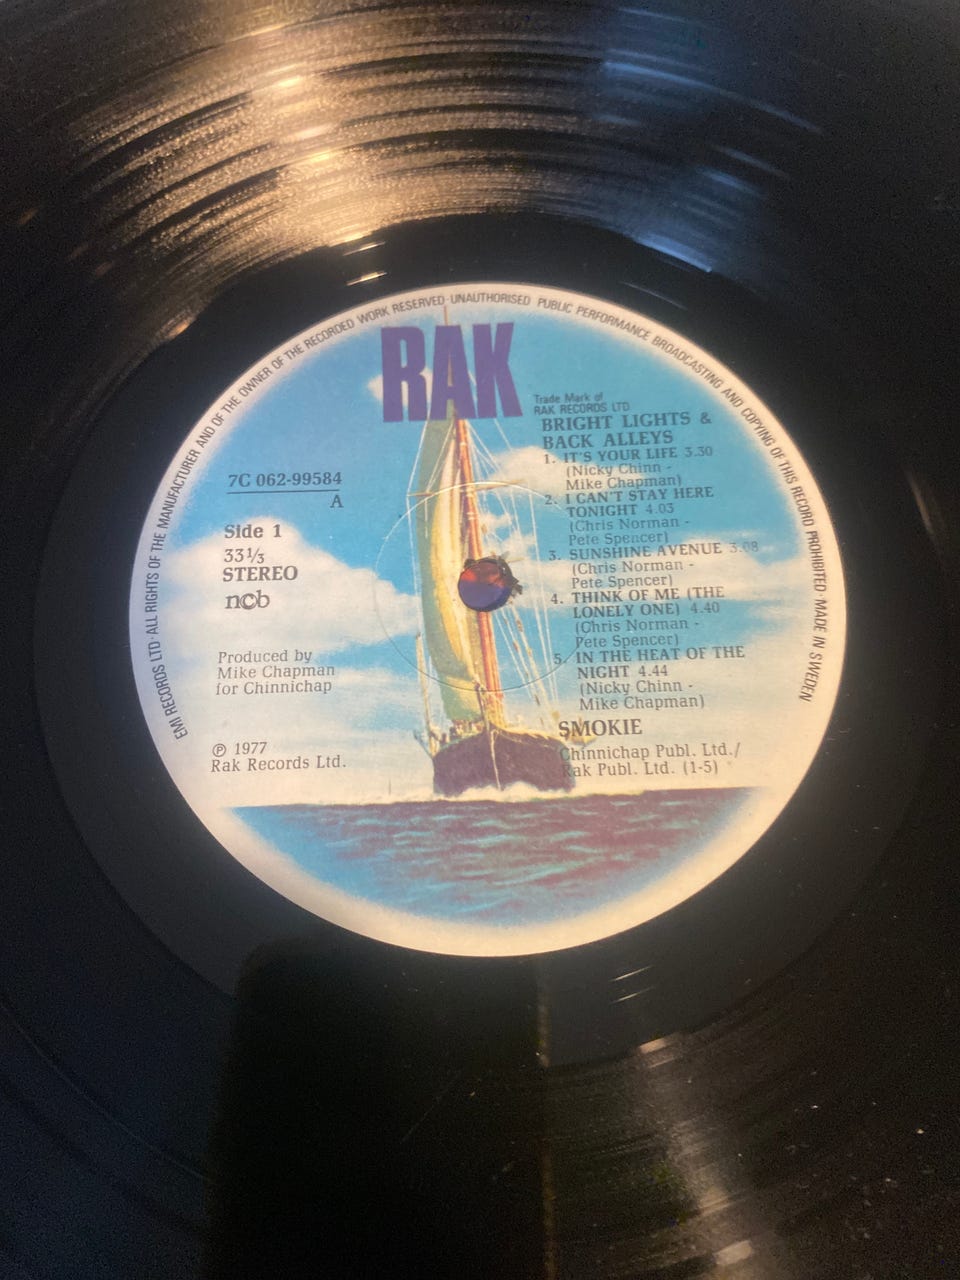 EMI RECORDS LTD · ALL RIGHTS OF THE MANUFACTURER AND OF THE OWNER OF THE RECORDED WORK RESERVED · UNAUTHORISED PUBLIC PERFORMANCE BROADCASTING AND COPYING OF THIS RECORD PROHIBITED · MADE IN SWEDEN
RAK
Trade Mark of
RAK RECORDS LTD
7C 062-99584
A
Side 1
33⅓
STEREO
ncb
Produced by
Mike Chapman
for Chinnichap
℗ 1977
Rak Records Ltd.
BRIGHT LIGHTS &
BACK ALLEYS
1. IT'S YOUR LIFE 3.30
(Nicky Chinn -
Mike Chapman)
2. I CAN'T STAY HERE
TONIGHT 4.03
(Chris Norman -
Pete Spencer)
3. SUNSHINE AVENUE 3.08
(Chris Norman -
Pete Spencer)
4. THINK OF ME (THE
LONELY ONE) 4.40
(Chris Norman -
Pete Spencer)
5. IN THE HEAT OF THE
NIGHT 4.44
(Nicky Chinn -
Mike Chapman)
SMOKIE
Chinnichap Publ. Ltd./
Rak Publ. Ltd. (1-5)